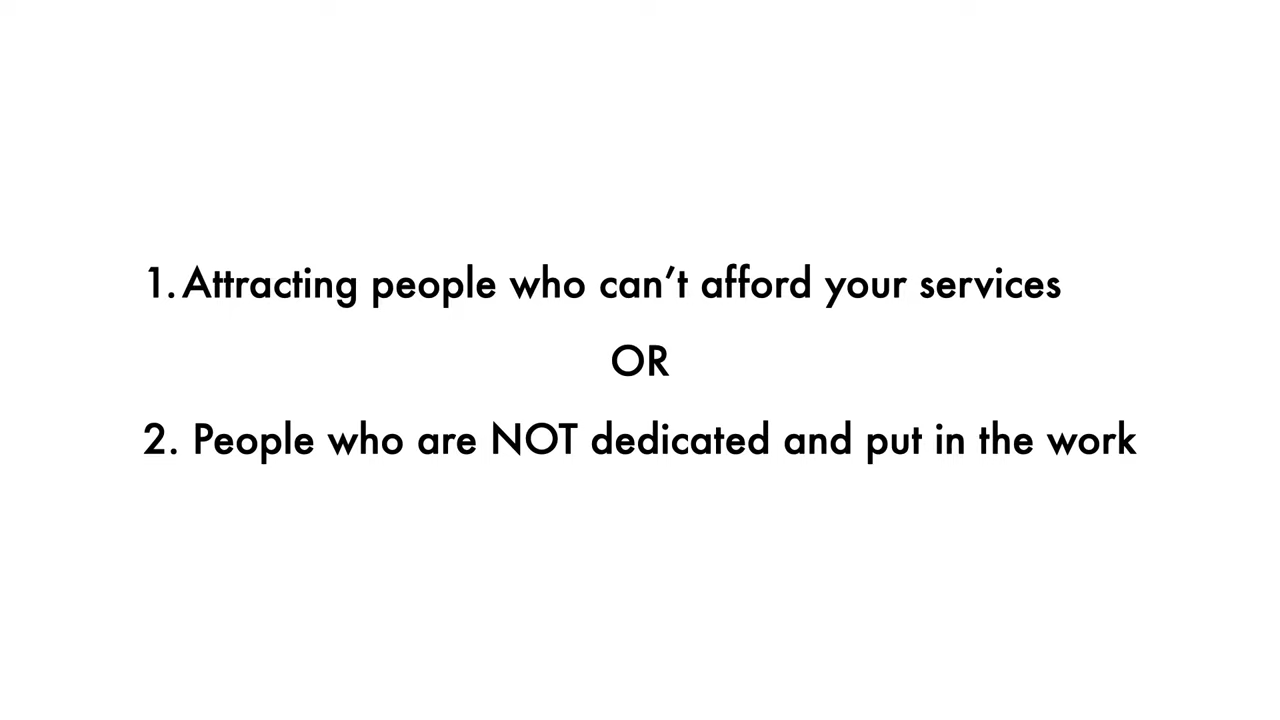 1. Attracting people who can't afford your services
OR
2. People who are NOT dedicated and put in the work